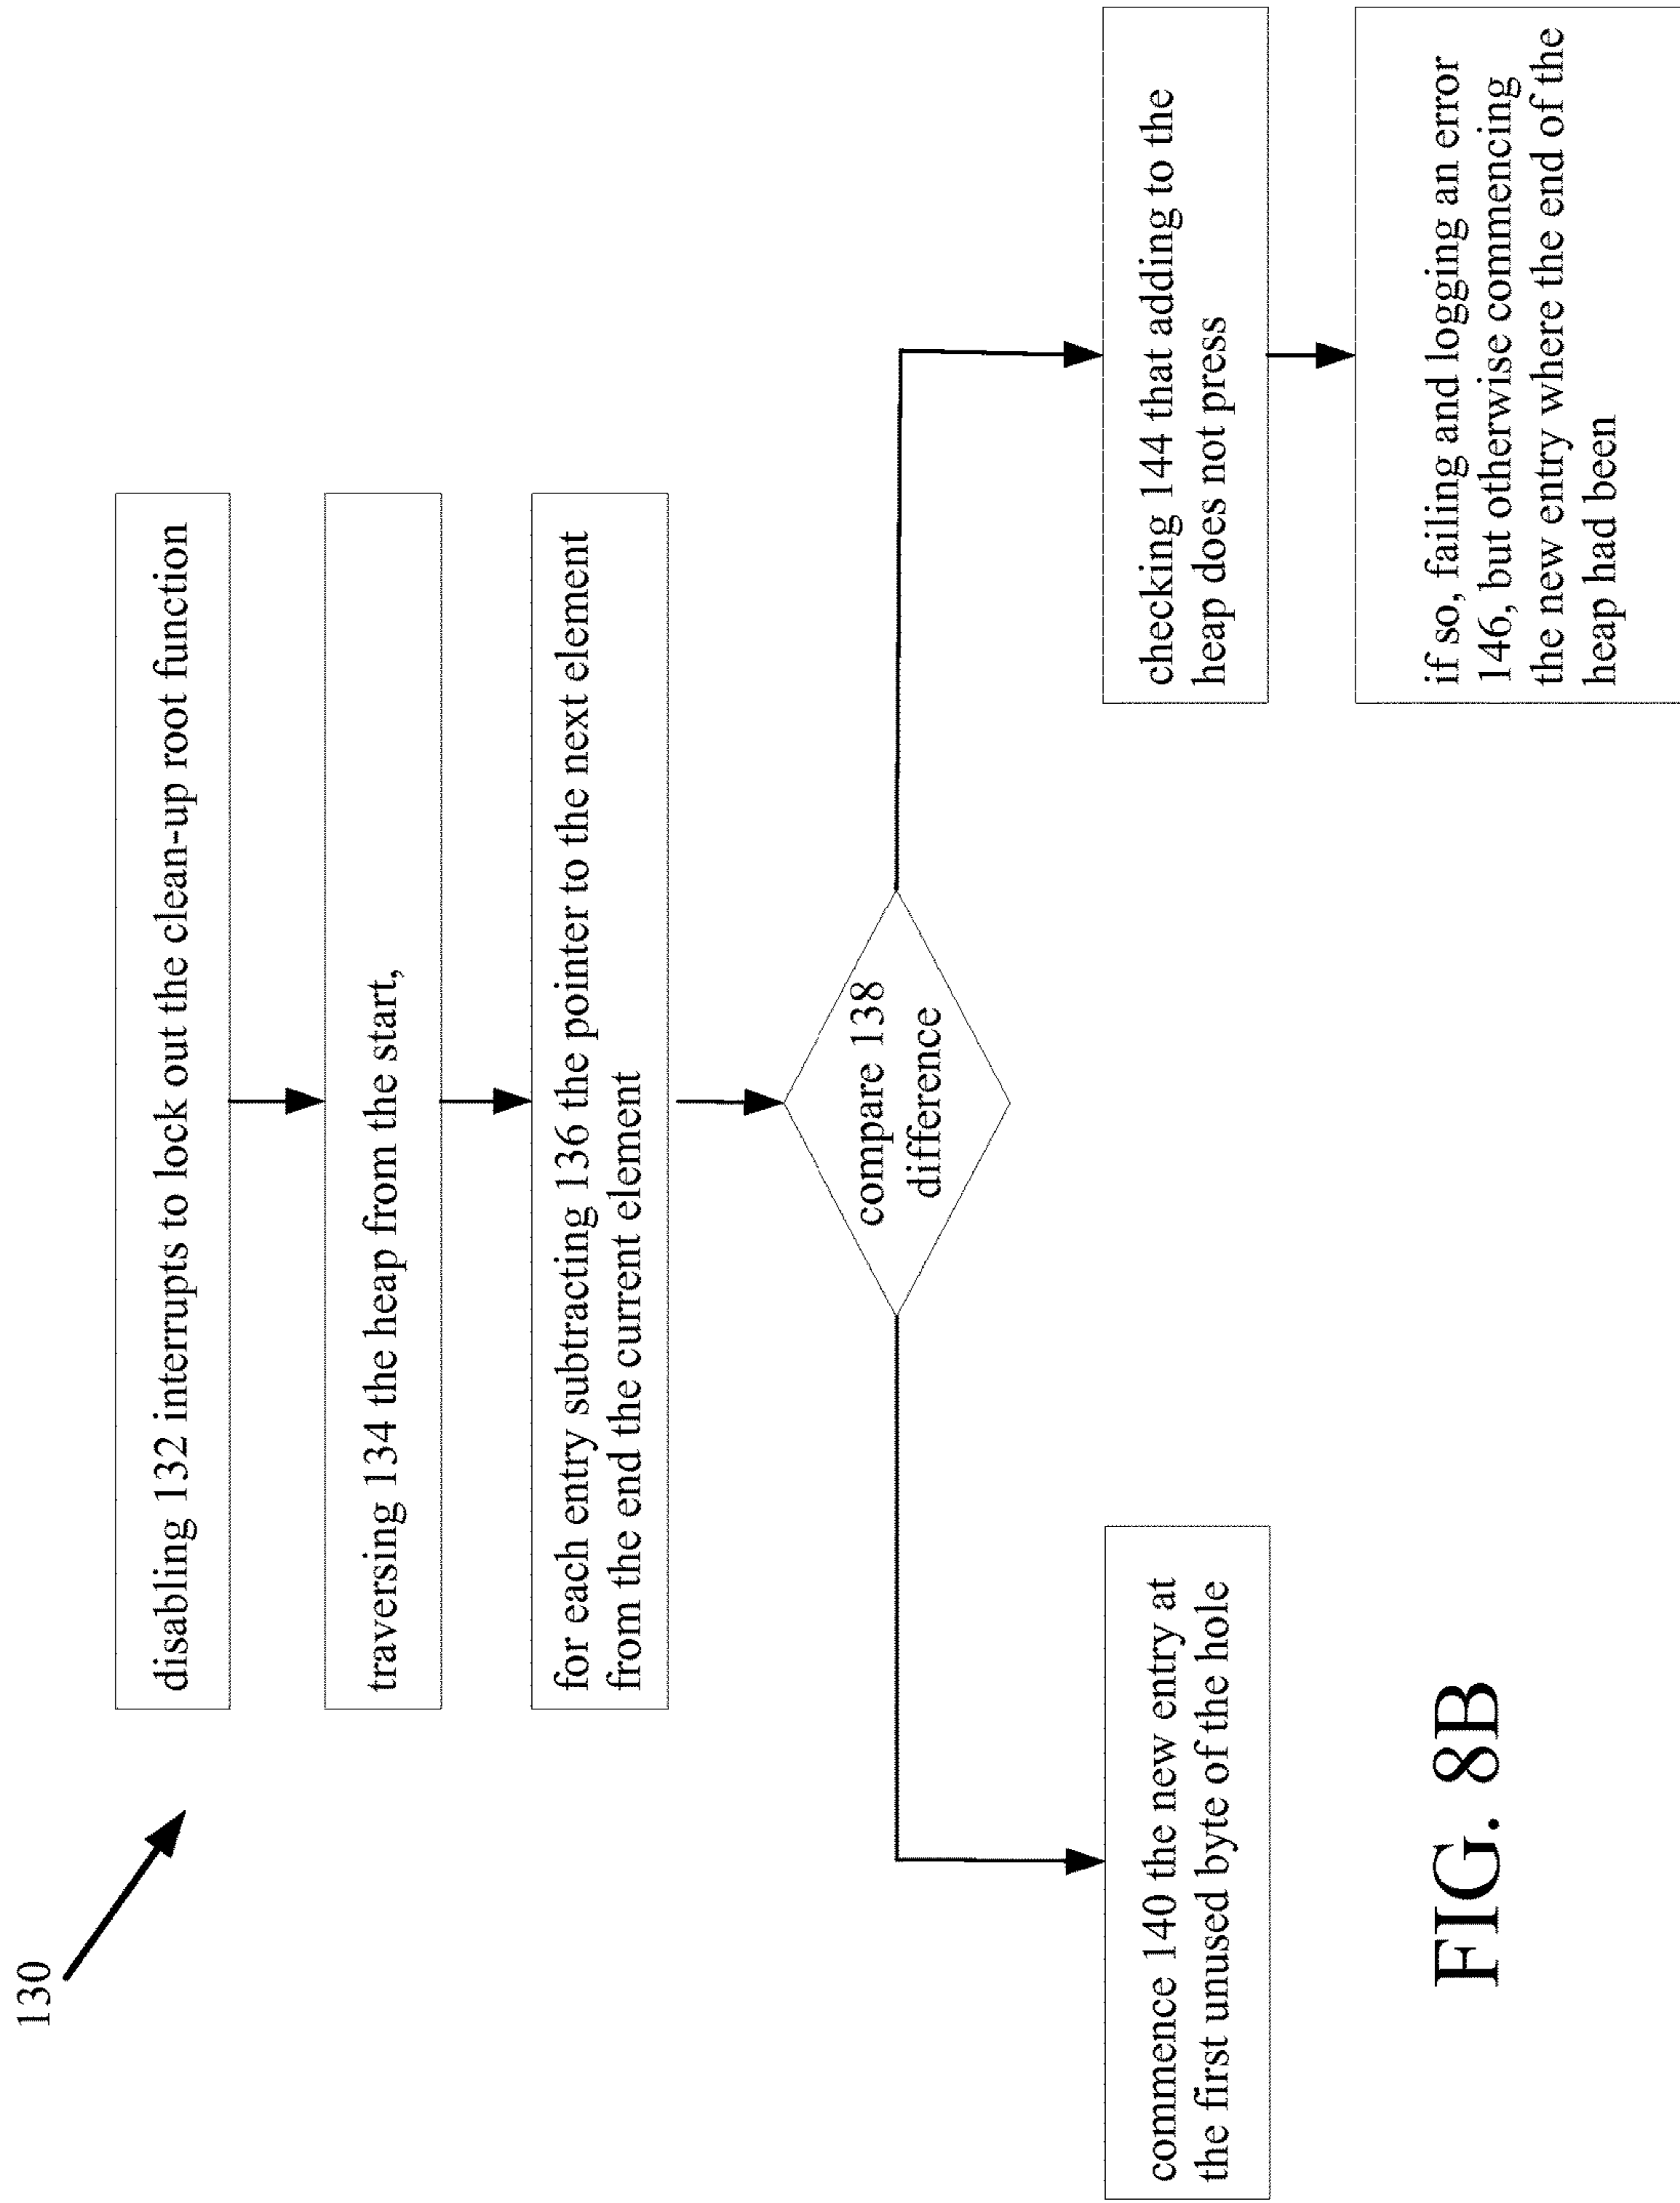 130
disabling 132 interrupts to lock out the clean-up root function
traversing 134 the heap from the start,
for each entry subtracting 136 the pointer to the next element
from the end the current element
compare 138
difference
commence 140 the new entry at
the first unused byte of the hole
checking 144 that adding to the
heap does not press
if so, failing and logging an error
146, but otherwise commencing
the new entry where the end of the
heap had been
FIG. 8B